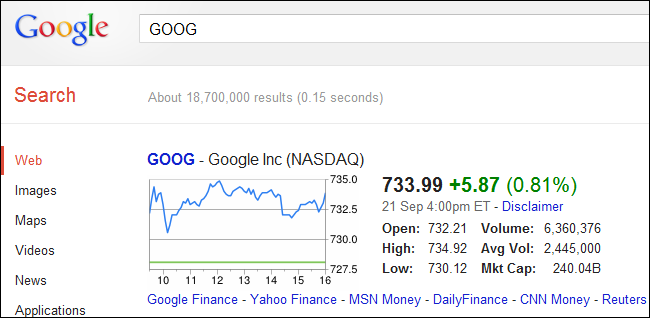 Google
GOOG
Search
About 18,700,000 results (0.15 seconds)
Web
Images
Maps
Videos
News
Applications
GOOG - Google Inc (NASDAQ)
735.0
732.5
730.0
727.5
10 11 12 13 14 15 16
733.99 +5.87 (0.81%)
21 Sep 4:00pm ET - Disclaimer
Open: 732.21 Volume: 6,360,376
High: 734.92 Avg Vol: 2,445,000
Low: 730.12 Mkt Cap: 240.04B
Google Finance - Yahoo Finance - MSN Money - DailyFinance - CNN Money - Reuters